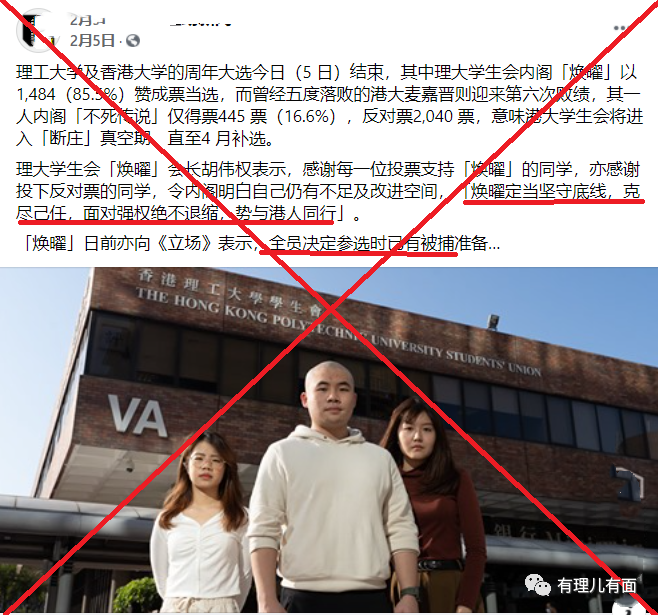 2月5日
理工大学及香港大学的周年大选今日（5 日）结束，其中理大学生会内阁「焕曜」以
1,484（85.5%）赞成票当选，而曾经五度落败的港大麦嘉晋则迎来第六次败绩，其一
人内阁「不死传说」仅得票445 票（16.6%），反对票2,040 票，意味港大学生会将进
入「断庄」真空期，直至4 月补选。
理大学生会「焕曜」会长胡伟权表示，感谢每一位投票支持「焕曜」的同学，亦感谢
投下反对票的同学，令内阁明白自己仍有不足及改进空间，「焕曜定当坚守底线，克
尽己任，面对强权绝不退缩，势与港人同行」。
「焕曜」日前亦向《立场》表示，全员决定参选时已有被捕准备...
香港理工大學學生會
THE HONG KONG POLYTECHNIC UNIVERSITY STUDENTS' UNION
VA
銀行
有理儿有面